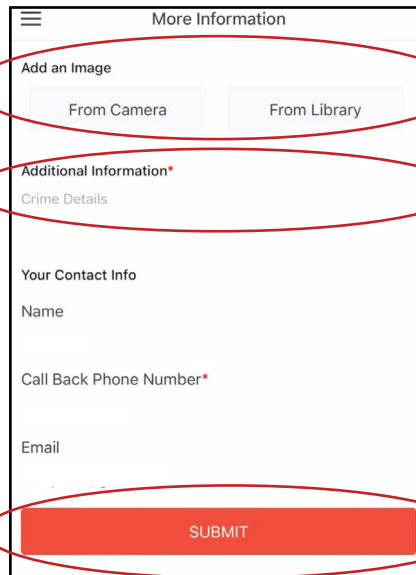 More Information
Add an Image
From Camera From Library
Additional Information*
Crime Details
Your Contact Info
Name
Call Back Phone Number*
Email
SUBMIT